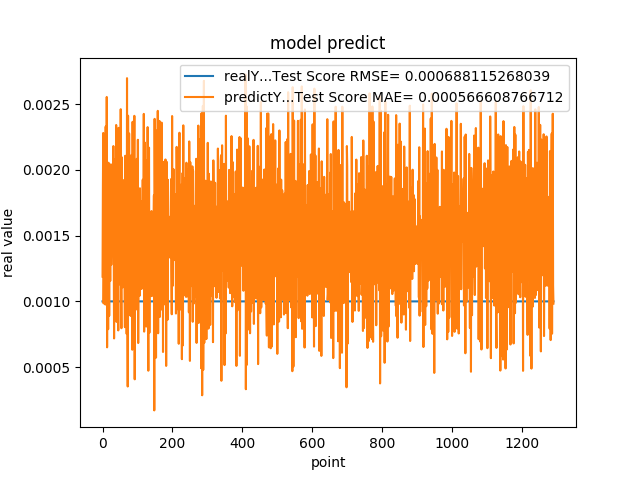 model predict
realY...Test Score RMSE= 0.000688115268039
predictY...Test Score MAE= 0.000566608766712
0.0025
0.0020
0.0015
0.0010
0.0005
real value
0 200 400 600 800 1000 1200
point